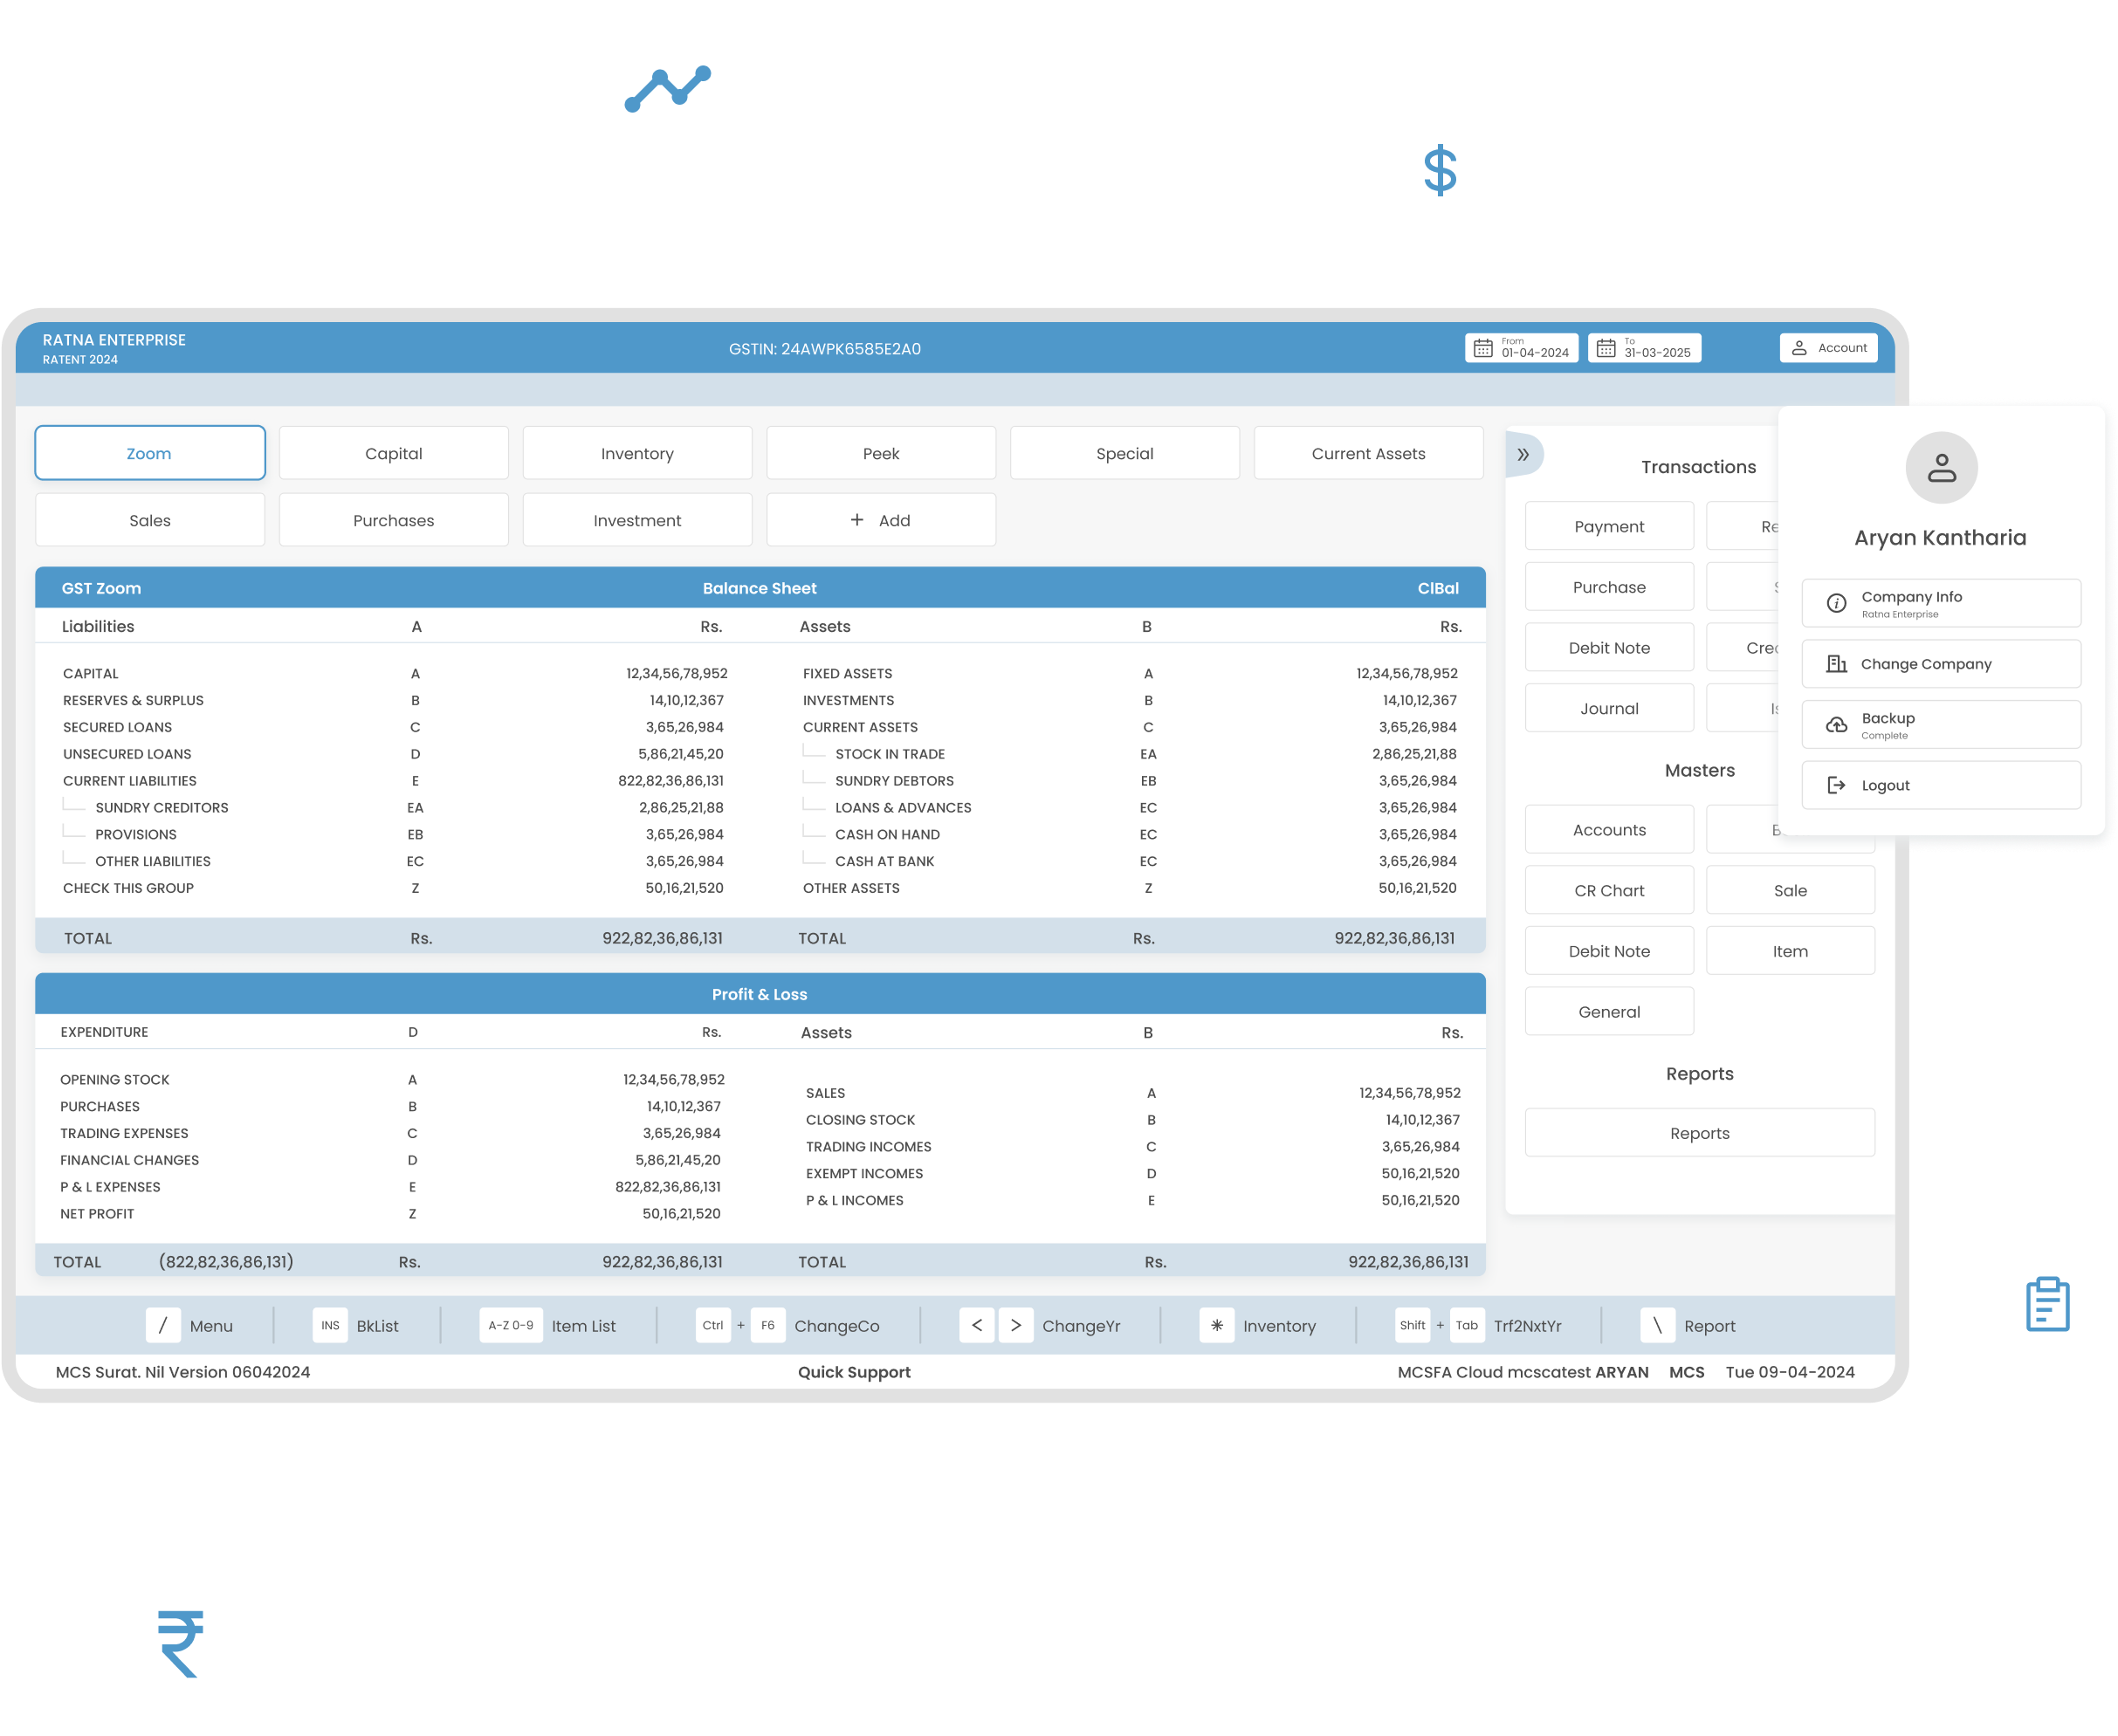 RATNA ENTERPRISE
RATENT 2024
GSTIN: 24AWPK6585E2A0
From
01-04-2024
To
31-03-2025
Account
Zoom Capital Inventory Peek Special Current Assets
Sales Purchases Investment + Add
GST Zoom Balance Sheet ClBal
Liabilities A Rs. Assets B Rs.
CAPITAL A 12,34,56,78,952 FIXED ASSETS A 12,34,56,78,952
RESERVES & SURPLUS B 14,10,12,367 INVESTMENTS B 14,10,12,367
SECURED LOANS C 3,65,26,984 CURRENT ASSETS C 3,65,26,984
UNSECURED LOANS D 5,86,21,45,20 STOCK IN TRADE EA 2,86,25,21,88
CURRENT LIABILITIES E 822,82,36,86,131 SUNDRY DEBTORS EB 3,65,26,984
SUNDRY CREDITORS EA 2,86,25,21,88 LOANS & ADVANCES EC 3,65,26,984
PROVISIONS EB 3,65,26,984 CASH ON HAND EC 3,65,26,984
OTHER LIABILITIES EC 3,65,26,984 CASH AT BANK EC 3,65,26,984
CHECK THIS GROUP Z 50,16,21,520 OTHER ASSETS Z 50,16,21,520
TOTAL Rs. 922,82,36,86,131 TOTAL Rs. 922,82,36,86,131
Profit & Loss
EXPENDITURE D Rs. Assets B Rs.
OPENING STOCK A 12,34,56,78,952
PURCHASES B 14,10,12,367
TRADING EXPENSES C 3,65,26,984
FINANCIAL CHANGES D 5,86,21,45,20
P & L EXPENSES E 822,82,36,86,131
NET PROFIT Z 50,16,21,520
SALES A 12,34,56,78,952
CLOSING STOCK B 14,10,12,367
TRADING INCOMES C 3,65,26,984
EXEMPT INCOMES D 50,16,21,520
P & L INCOMES E 50,16,21,520
TOTAL (822,82,36,86,131) Rs. 922,82,36,86,131 TOTAL Rs. 922,82,36,86,131
» Transactions
Payment
Purchase
Debit Note
Journal
Masters
Accounts
CR Chart Sale
Debit Note Item
General
Reports
Reports
Aryan Kantharia
Company Info
Ratna Enterprise
Change Company
Backup
Complete
Logout
/ Menu INS BkList A-Z 0-9 Item List Ctrl + F6 ChangeCo < > ChangeYr * Inventory Shift + Tab Trf2NxtYr \ Report
MCS Surat. Nil Version 06042024 Quick Support MCSFA Cloud mcscatest ARYAN MCS Tue 09-04-2024